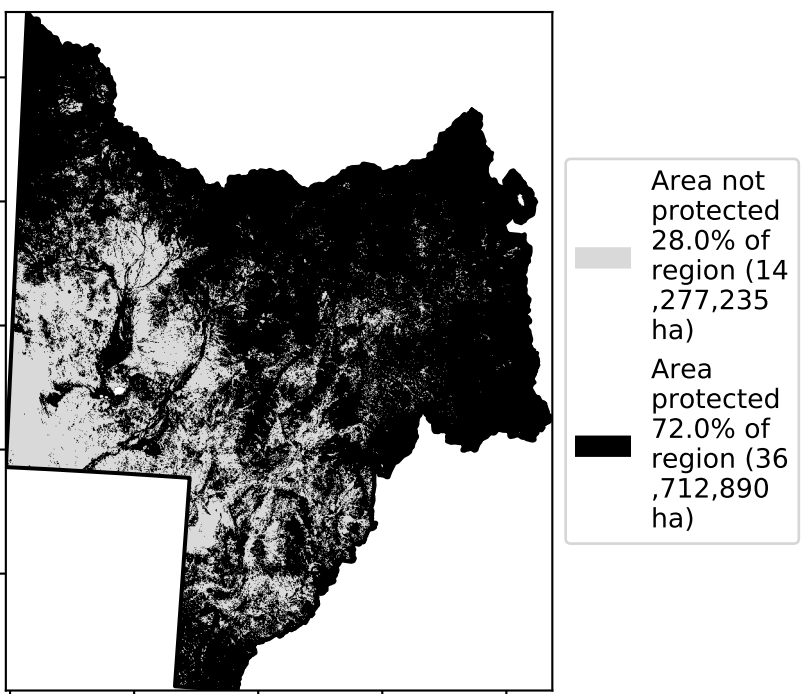 Area not
protected
28.0% of
region (14
,277,235
ha)
Area
protected
72.0% of
region (36
,712,890
ha)